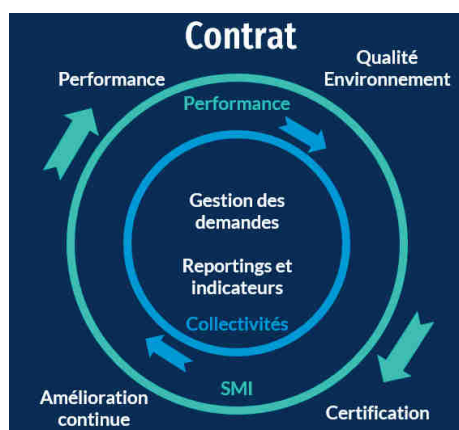 Contrat
Qualité
Environnement
Performance
Performance
Gestion des
demandes
Reportings et
indicateurs
Collectivités
SMI
Amélioration
continue
Certification